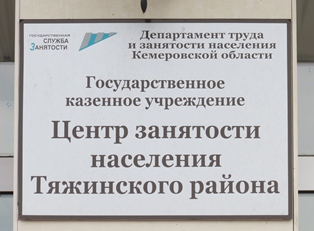 ГОСУДАРСТВЕННАЯ
СЛУЖБА
ЗАНЯТОСТИ
Департамент труда
и занятости населения
Кемеровской области
Государственное
казенное учреждение
Центр занятости
населения
Тяжинского района